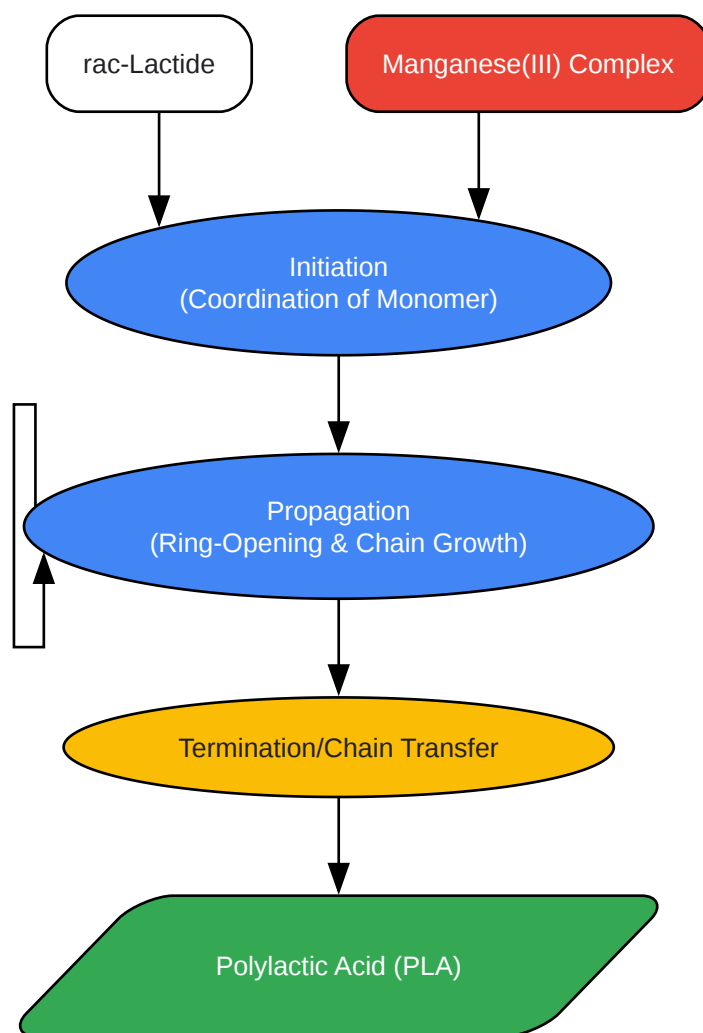 rac-Lactide
Manganese(III) Complex
Initiation
(Coordination of Monomer)
Propagation
(Ring-Opening & Chain Growth)
Termination/Chain Transfer
Polylactic Acid (PLA)